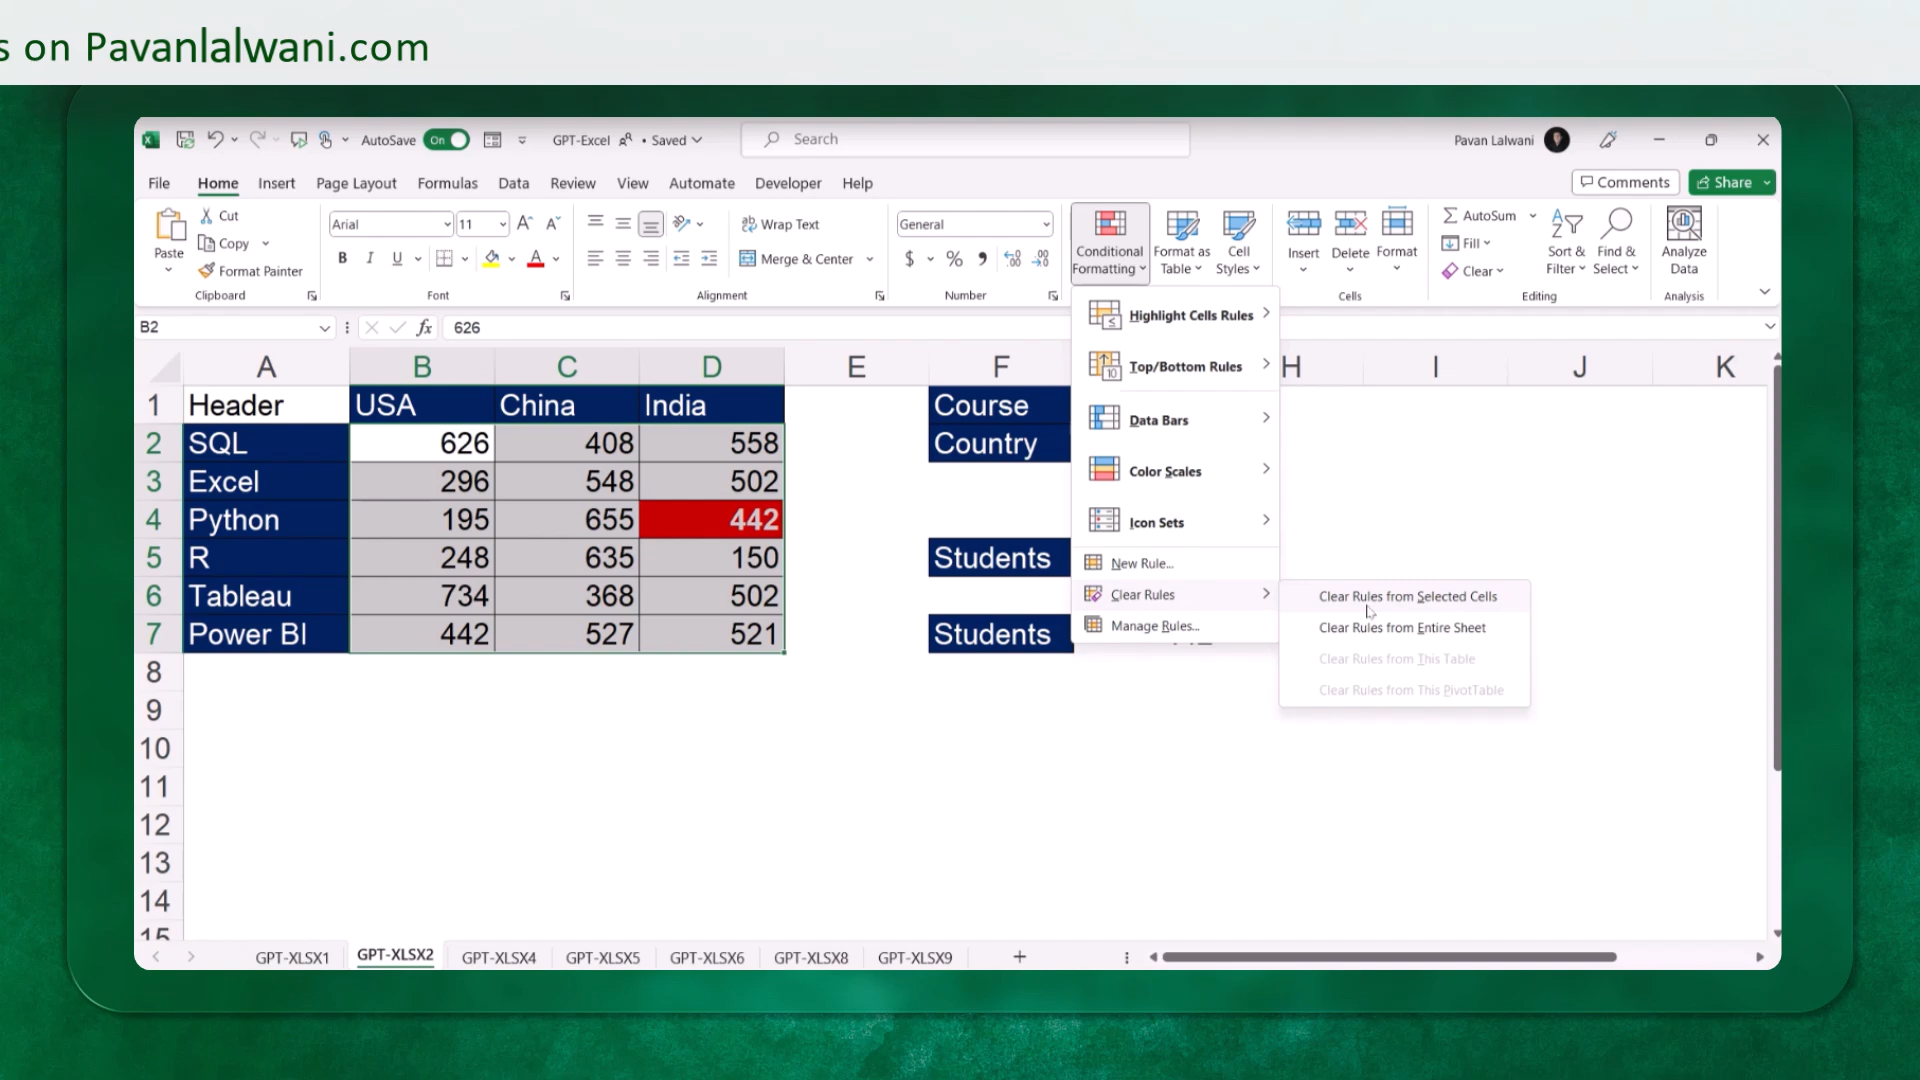 s on Pavanlalwani.com
AutoSave On GPT-Excel • Saved Search Pavan Lalwani
File Home Insert Page Layout Formulas Data Review View Automate Developer Help Comments Share
Paste Cut Copy Format Painter
Clipboard
Arial 11
B I U A
Font
Wrap Text
Merge & Center
Alignment
General
$ % 9
Number
Conditional Formatting
Format as Table
Cell Styles
Insert Delete Format
Cells
AutoSum
Fill
Clear
Sort & Filter
Find & Select
Editing
Analyze Data
Analysis
B2 fx 626
A B C D E F H I J K
1 Header USA China India Course
2 SQL 626 408 558 Country
3 Excel 296 548 502
4 Python 195 655 442
5 R 248 635 150 Students
6 Tableau 734 368 502
7 Power BI 442 527 521 Students
8
9
10
11
12
13
14
15
Highlight Cells Rules
Top/Bottom Rules
Data Bars
Color Scales
Icon Sets
New Rule...
Clear Rules
Manage Rules...
Clear Rules from Selected Cells
Clear Rules from Entire Sheet
Clear Rules from This Table
Clear Rules from This PivotTable
GPT-XLSX1 GPT-XLSX2 GPT-XLSX4 GPT-XLSX5 GPT-XLSX6 GPT-XLSX8 GPT-XLSX9 +